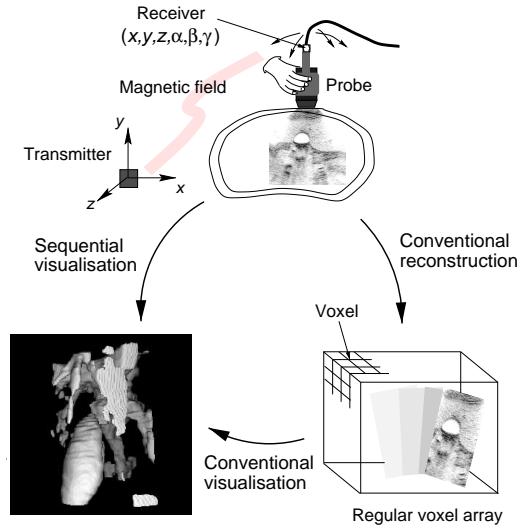 Receiver
(x,y,z,α,β,γ)
Magnetic field
Probe
y
Transmitter
x
z
Sequential
visualisation
Conventional
reconstruction
Voxel
Conventional
visualisation
Regular voxel array